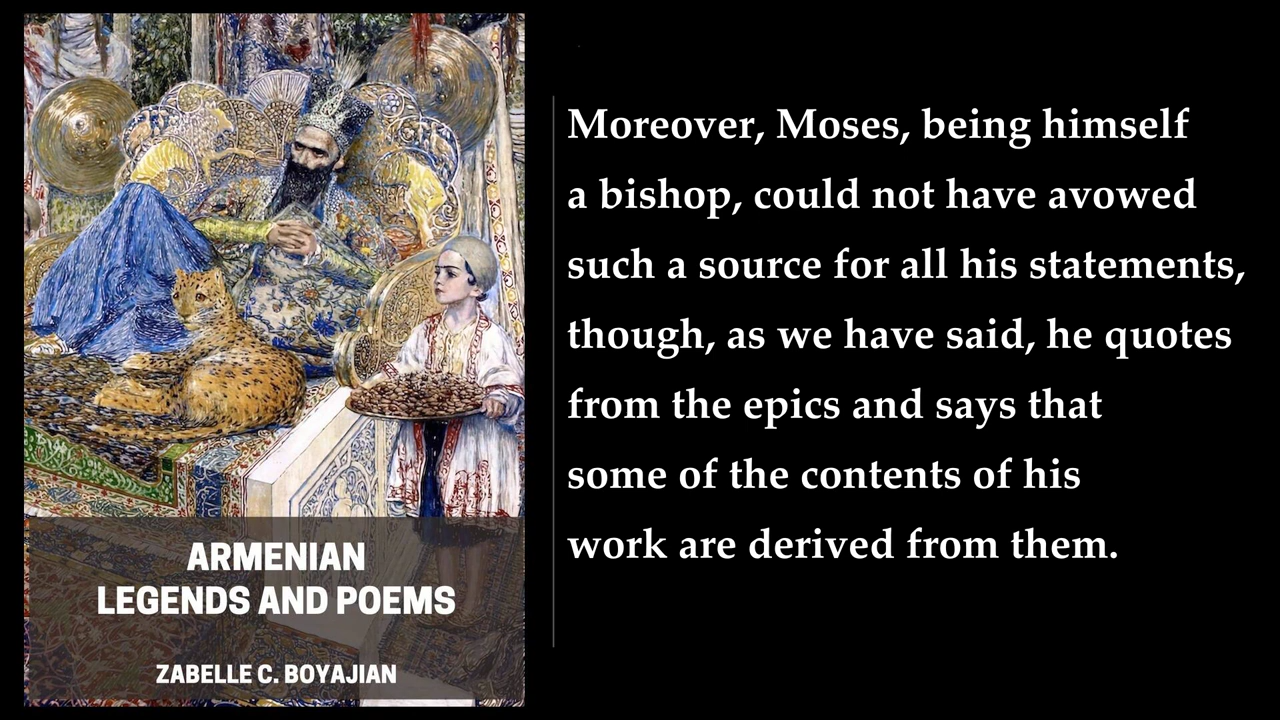 ARMENIAN
LEGENDS AND POEMS
ZABELLE C. BOYAJIAN
Moreover, Moses, being himself
a bishop, could not have avowed
such a source for all his statements,
though, as we have said, he quotes
from the epics and says that
some of the contents of his
work are derived from them.